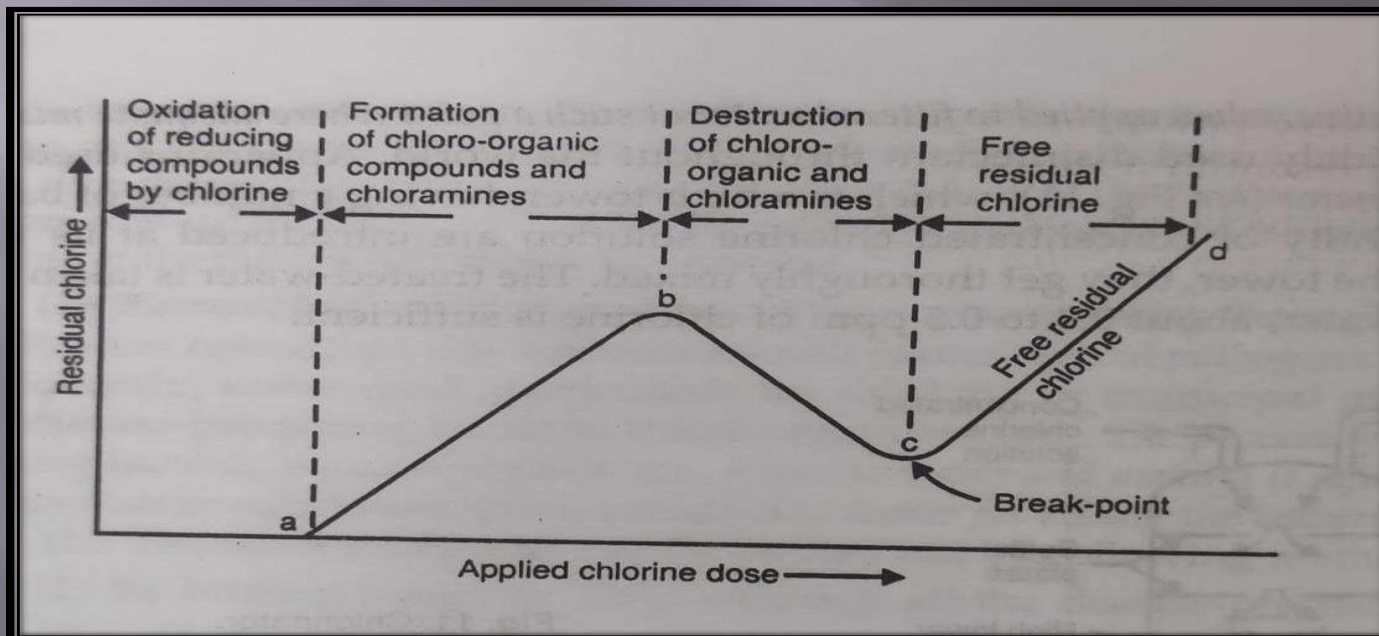 Oxidation
of reducing
compounds
by chlorine
Formation
of chloro-organic
compounds and
chloramines
Destruction
of chloro-
organic and
chloramines
Free
residual
chlorine
Residual chlorine
a
b
c
d
Free residual
chlorine
Break-point
Applied chlorine dose